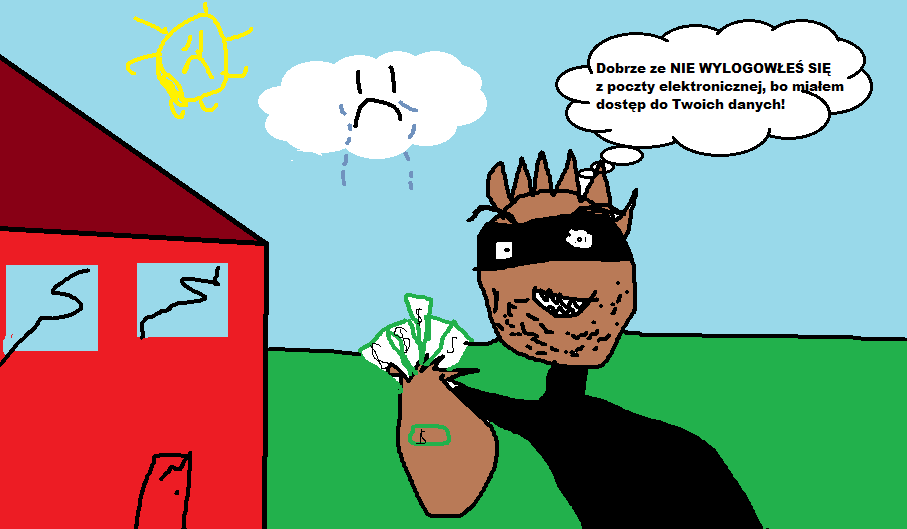 Dobrze ze NIE WYLOGOWŁEŚ SIĘ
z poczty elektronicznej, bo miałem
dostęp do Twoich danych!
$
$